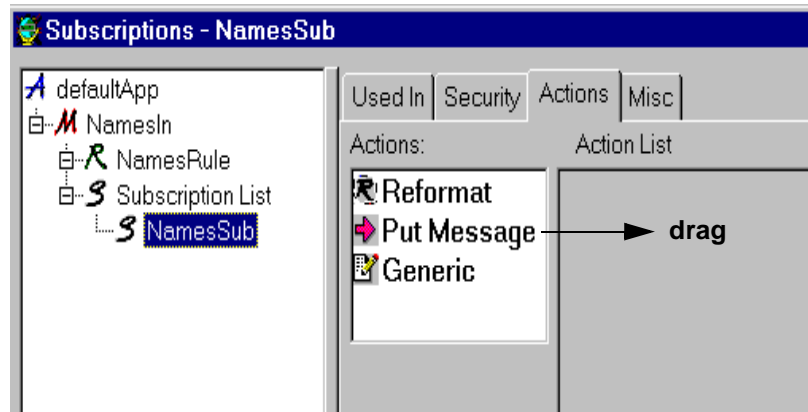 Subscriptions - NamesSub
defaultApp
NamesIn
NamesRule
Subscription List
NamesSub
Used In Security Actions Misc
Actions: Action List
Reformat
Put Message drag
Generic